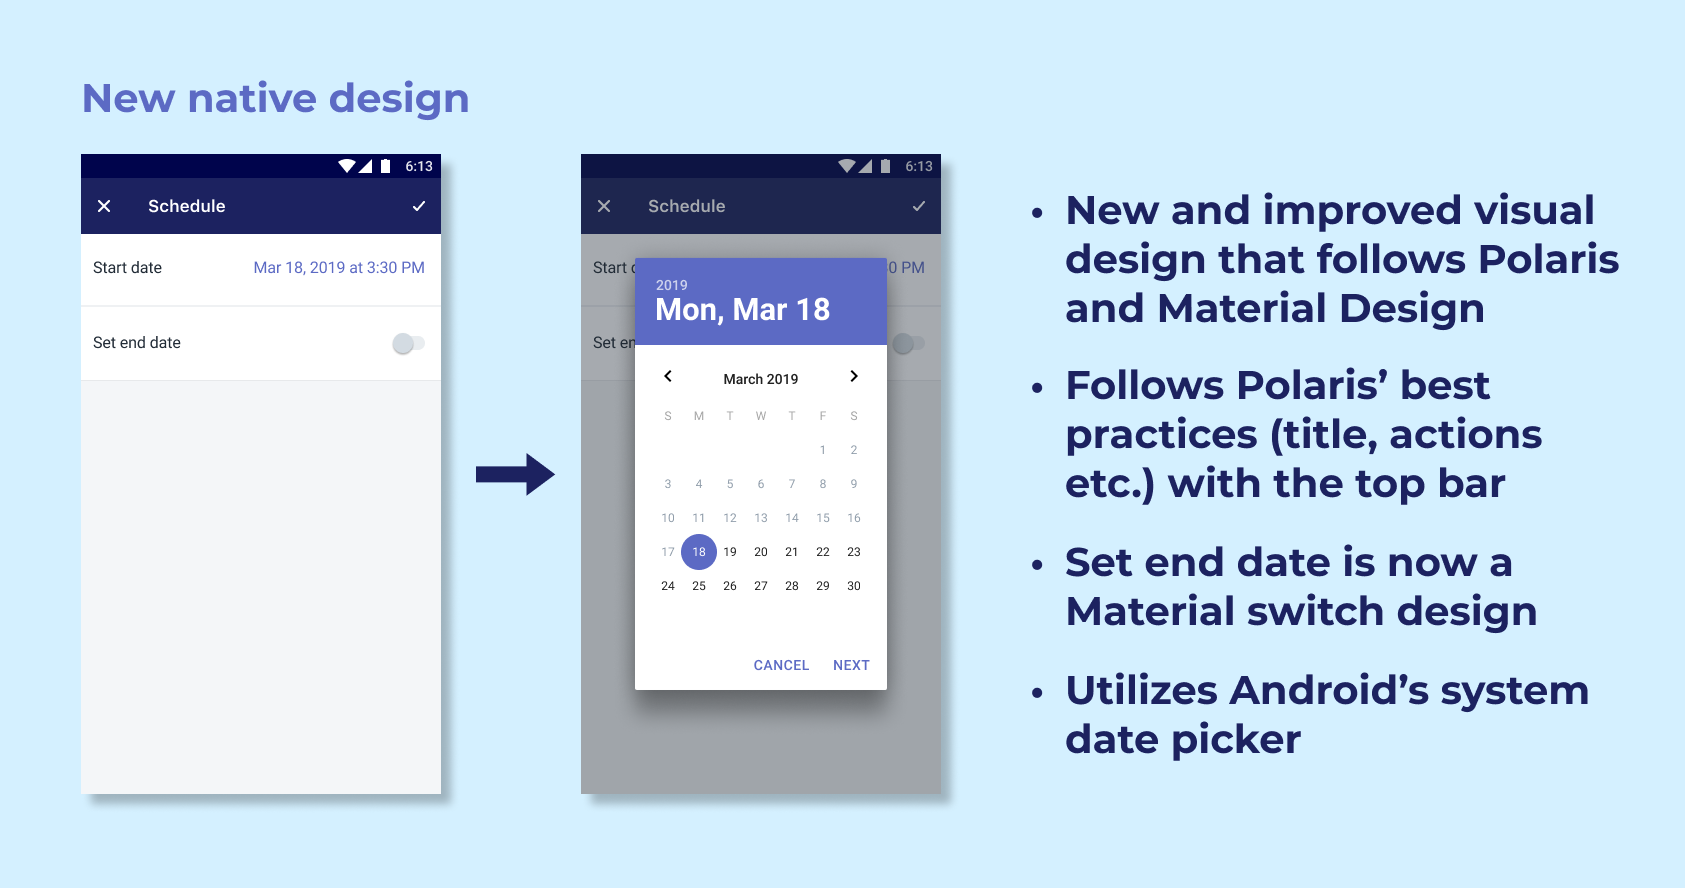 New native design
6:13
Schedule
Start date Mar 18, 2019 at 3:30 PM
Set end date
6:13
Schedule
Start d 0 PM
Set en
2019
Mon, Mar 18
March 2019
S M T W T F S
1 2
3 4 5 6 7 8 9
10 11 12 13 14 15 16
17 18 19 20 21 22 23
24 25 26 27 28 29 30
CANCEL NEXT
• New and improved visual
design that follows Polaris
and Material Design
• Follows Polaris’ best
practices (title, actions
etc.) with the top bar
• Set end date is now a
Material switch design
• Utilizes Android’s system
date picker